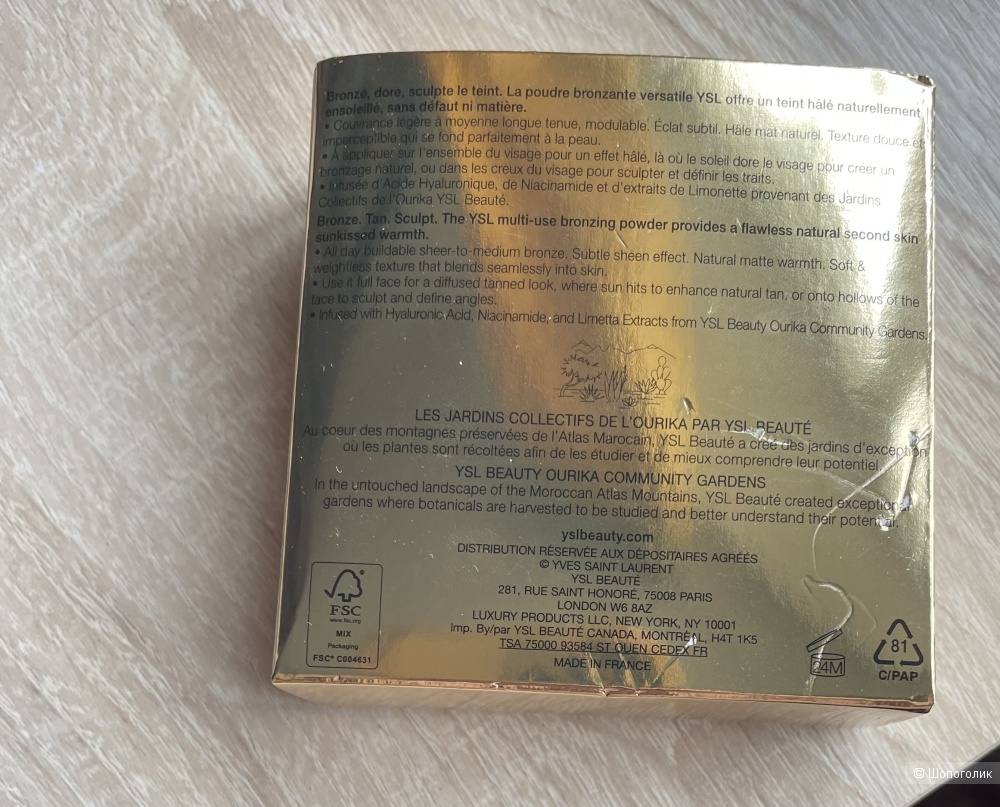 Bronze, dore, sculpte le teint. La poudre bronzante versatile YSL offre un teint hâlé naturellement
ensoleillé, sans défaut ni matière.
• Couvrance légère à moyenne longue tenue, modulable. Éclat subtil. Hâle mat naturel. Texture douce et
imperceptible qui se fond parfaitement à la peau.
• À appliquer sur l'ensemble du visage pour un effet hâlé, là où le soleil dore le visage pour créer un
bronzage naturel, ou dans les creux du visage pour sculpter et définir les traits.
• Infusée d'Acide Hyaluronique, de Niacinamide et d'extraits de Limonette provenant des Jardins
Collectifs de l'Ourika YSL Beauté.
Bronze. Tan. Sculpt. The YSL multi-use bronzing powder provides a flawless natural second skin
sunkissed warmth.
• All day buildable sheer-to-medium bronze. Subtle sheen effect. Natural matte warmth. Soft &
weightless texture that blends seamlessly into skin.
• Use it full face for a diffused tanned look, where sun hits to enhance natural tan, or onto hollows of the
face to sculpt and define angles.
• Infused with Hyaluronic Acid, Niacinamide, and Limetta Extracts from YSL Beauty Ourika Community Gardens.
LES JARDINS COLLECTIFS DE L'OURIKA PAR YSL BEAUTÉ
Au coeur des montagnes préservées de l'Atlas Marocain, YSL Beauté a créé des jardins d'exception
où les plantes sont récoltées afin de les étudier et de mieux comprendre leur potentiel.
YSL BEAUTY OURIKA COMMUNITY GARDENS
In the untouched landscape of the Moroccan Atlas Mountains, YSL Beauté created exceptional
gardens where botanicals are harvested to be studied and better understand their potential.
yslbeauty.com
DISTRIBUTION RÉSERVÉE AUX DÉPOSITAIRES AGRÉÉS
© YVES SAINT LAURENT
YSL BEAUTÉ
281, RUE SAINT HONORÉ, 75008 PARIS
LONDON W6 8AZ
LUXURY PRODUCTS LLC, NEW YORK, NY 10001
Imp. By/par YSL BEAUTÉ CANADA, MONTRÉAL, H4T 1K5
TSA 75000 93584 ST OUEN CEDEX FR
MADE IN FRANCE
FSC
www.fsc.org
MIX
Packaging
FSC® C004631
24M
81
C/PAP
© Шопоголик